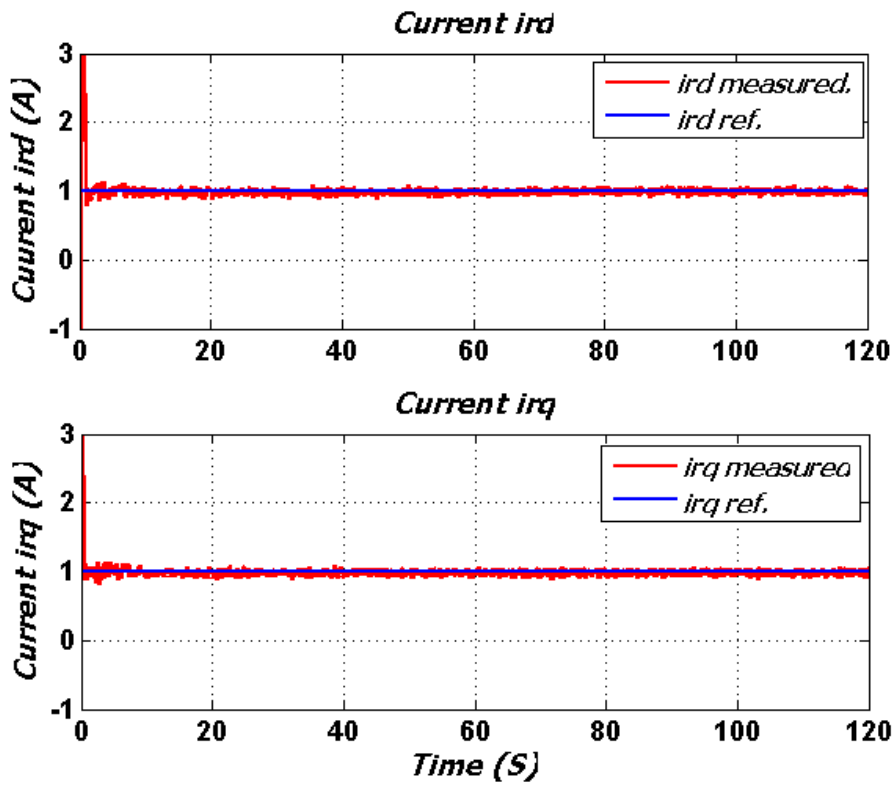 Current ird
Cuurent ird (A)
3
2
1
0
-1
ird measured.
ird ref.
0 20 40 60 80 100 120
Current irq
Current irq (A)
3
2
1
0
-1
irq measured
irq ref.
0 20 40 60 80 100 120
Time (S)